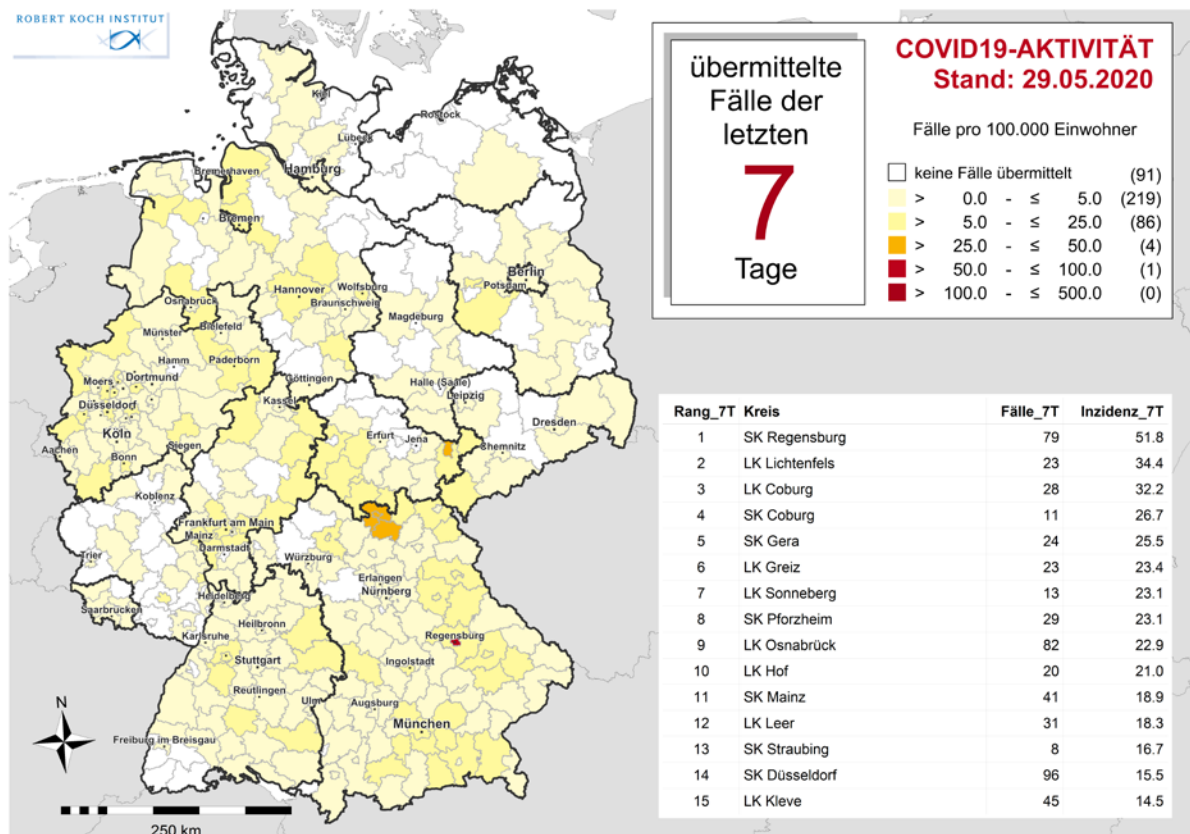 ROBERT KOCH INSTITUT
übermittelte
Fälle der
letzten
7
Tage
COVID19-AKTIVITÄT
Stand: 29.05.2020
Fälle pro 100.000 Einwohner
keine Fälle übermittelt (91)
> 0.0 - ≤ 5.0 (219)
> 5.0 - ≤ 25.0 (86)
> 25.0 - ≤ 50.0 (4)
> 50.0 - ≤ 100.0 (1)
> 100.0 - ≤ 500.0 (0)
Kiel
Rostock
Lübeck
Bremerhaven
Hamburg
Bremen
Berlin
Potsdam
Hannover
Wolfsburg
Braunschweig
Osnabrück
Magdeburg
Münster
Bielefeld
Hamm
Paderborn
Moers
Dortmund
Göttingen
Halle (Saale)
Leipzig
Düsseldorf
Kassel
Dresden
Köln
Erfurt
Jena
Chemnitz
Aachen
Bonn
Siegen
Koblenz
Frankfurt am Main
Mainz
Darmstadt
Trier
Würzburg
Erlangen
Nürnberg
Saarbrücken
Heidelberg
Heilbronn
Karlsruhe
Regensburg
Stuttgart
Ingolstadt
Reutlingen
Ulm
Augsburg
München
Freiburg im Breisgau
N
250 km
Rang_7T Kreis Fälle_7T Inzidenz_7T
1 SK Regensburg 79 51.8
2 LK Lichtenfels 23 34.4
3 LK Coburg 28 32.2
4 SK Coburg 11 26.7
5 SK Gera 24 25.5
6 LK Greiz 23 23.4
7 LK Sonneberg 13 23.1
8 SK Pforzheim 29 23.1
9 LK Osnabrück 82 22.9
10 LK Hof 20 21.0
11 SK Mainz 41 18.9
12 LK Leer 31 18.3
13 SK Straubing 8 16.7
14 SK Düsseldorf 96 15.5
15 LK Kleve 45 14.5